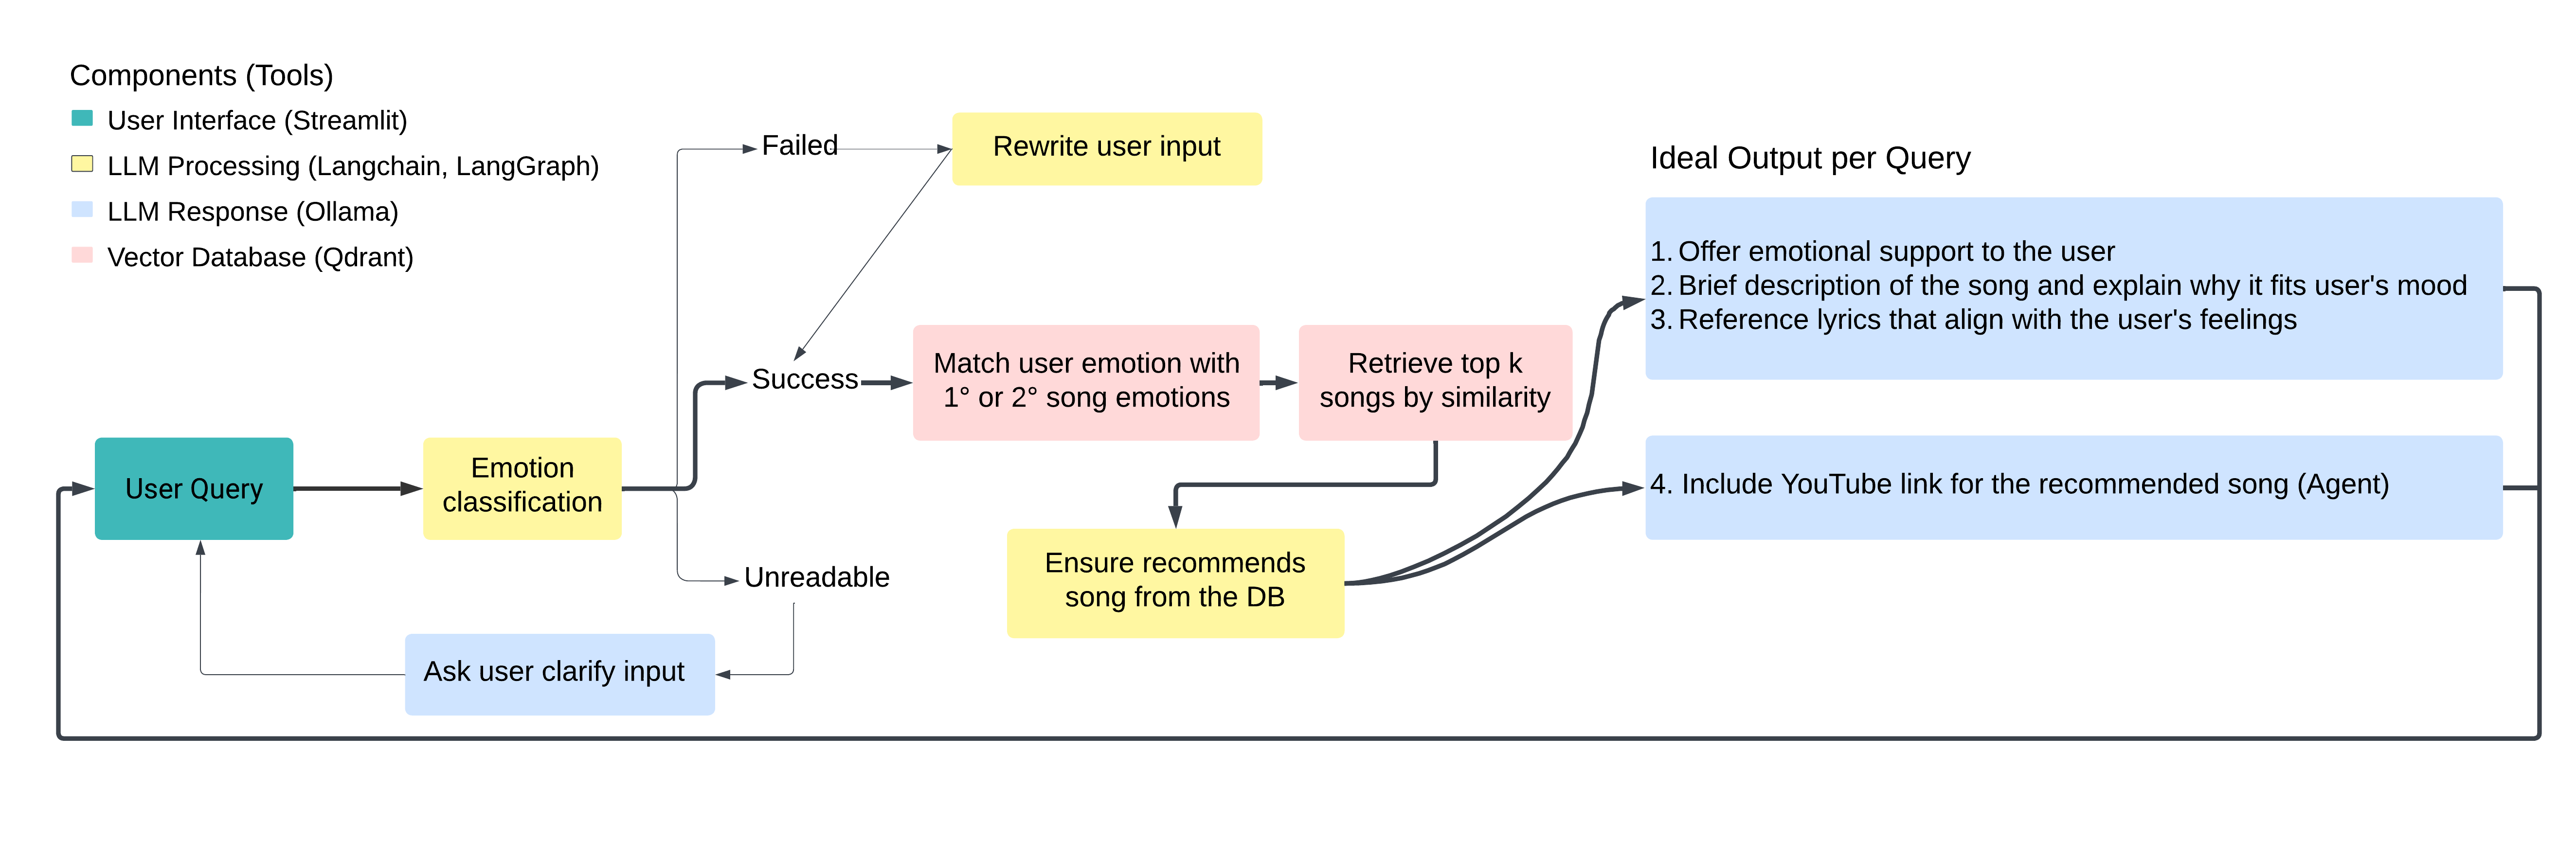 Components (Tools)
User Interface (Streamlit)
LLM Processing (Langchain, LangGraph)
LLM Response (Ollama)
Vector Database (Qdrant)
Failed
Rewrite user input
Ideal Output per Query
1. Offer emotional support to the user
2. Brief description of the song and explain why it fits user's mood
3. Reference lyrics that align with the user's feelings
Success
Match user emotion with
1° or 2° song emotions
Retrieve top k
songs by similarity
User Query
Emotion
classification
4. Include YouTube link for the recommended song (Agent)
Unreadable
Ensure recommends
song from the DB
Ask user clarify input